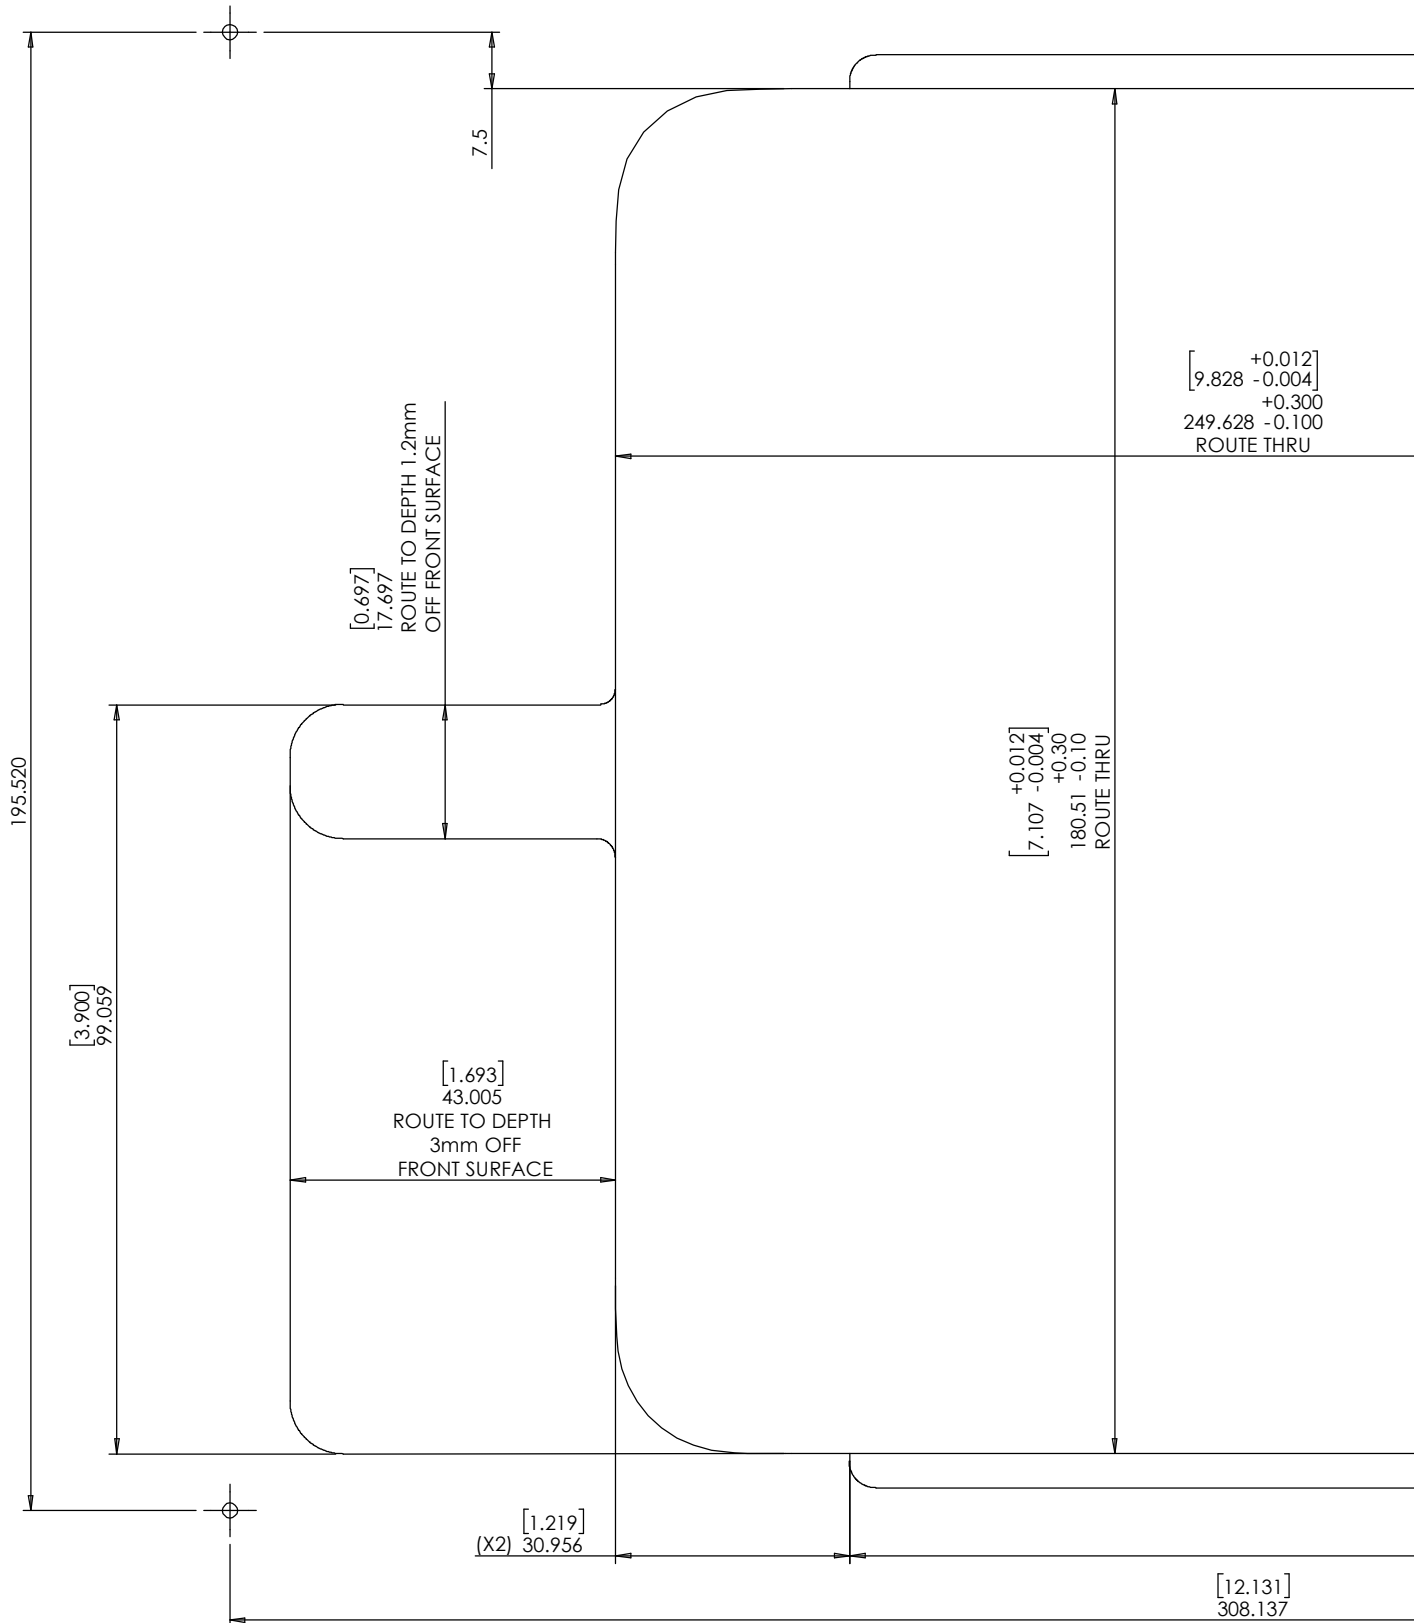 7.5
[9.828 +0.012 -0.004]
249.628 +0.300 -0.100
ROUTE THRU
[0.697]
17.697
ROUTE TO DEPTH 1.2mm
OFF FRONT SURFACE
195.520
[7.107 +0.012 -0.004]
180.51 +0.30 -0.10
ROUTE THRU
[3.900]
99.059
[1.693]
43.005
ROUTE TO DEPTH
3mm OFF
FRONT SURFACE
[1.219]
(X2) 30.956
[12.131]
308.137